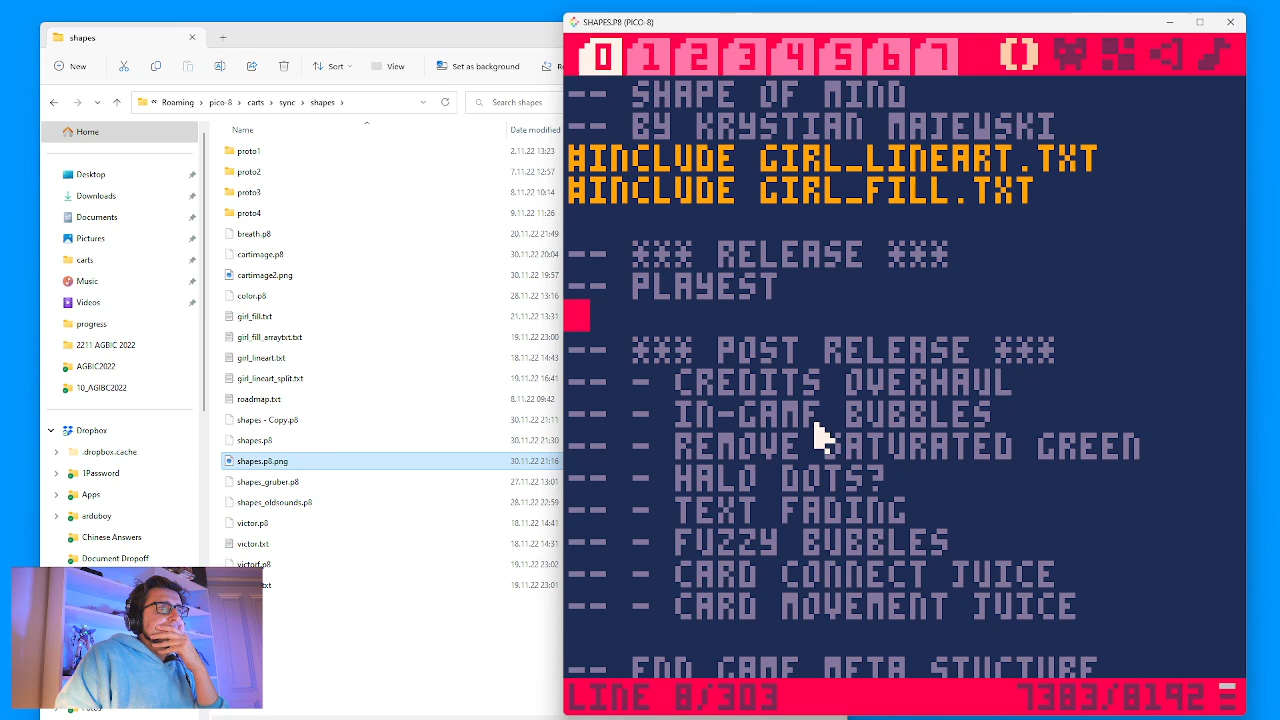 shapes
New
Sort
View
Set as background
Roaming
pico-8
carts
sync
shapes
Search shapes
Home
Desktop
Downloads
Documents
Pictures
carts
Music
Videos
progress
2211 AGBIC 2022
AGBIC2022
10_AGIBC2022
Dropbox
.dropbox.cache
1Password
Apps
arduboy
Chinese Answers
Document Dropoff
Name
Date modified
proto1 2.11.22 13:23
proto2 7.11.22 12:57
proto3 8.11.22 10:14
proto4 9.11.22 11:26
breath.p8 20.11.22 21:49
cartimage.p8 30.11.22 20:04
cartimage2.png 30.11.22 19:57
color.p8 28.11.22 13:16
girl_fill.txt 21.11.22 13:31
girl_fill_arraytxt.txt 19.11.22 23:00
girl_lineart.txt 18.11.22 14:43
girl_lineart_split.txt 19.11.22 16:41
roadmap.txt 8.11.22 09:42
shapes - Copy.p8 30.11.22 21:11
shapes.p8 30.11.22 21:30
shapes.p8.png 30.11.22 21:16
shapes_gruber.p8 27.11.22 13:01
shapes_oldsounds.p8 28.11.22 22:59
victor.p8 18.11.22 14:41
victor.txt 18.11.22 14:31
19.11.22 23:02
19.11.22 23:01
SHAPES.P8 (PICO-8)
0 1 2 3 4 5 6 7
-- SHAPE OF MIND
-- BY KRYSTIAN MAJEWSKI
#INCLUDE GIRL_LINEART.TXT
#INCLUDE GIRL_FILL.TXT
-- *** RELEASE ***
-- PLAYEST
-- *** POST RELEASE ***
-- - CREDITS OVERHAUL
-- - IN-GAME BUBBLES
-- - REMOVE SATURATED GREEN
-- - HALO DOTS?
-- - TEXT FADING
-- - FUZZY BUBBLES
-- - CARD CONNECT JUICE
-- - CARD MOVEMENT JUICE
-- END GAME META STUCTURE
LINE 8/303
7383/8192